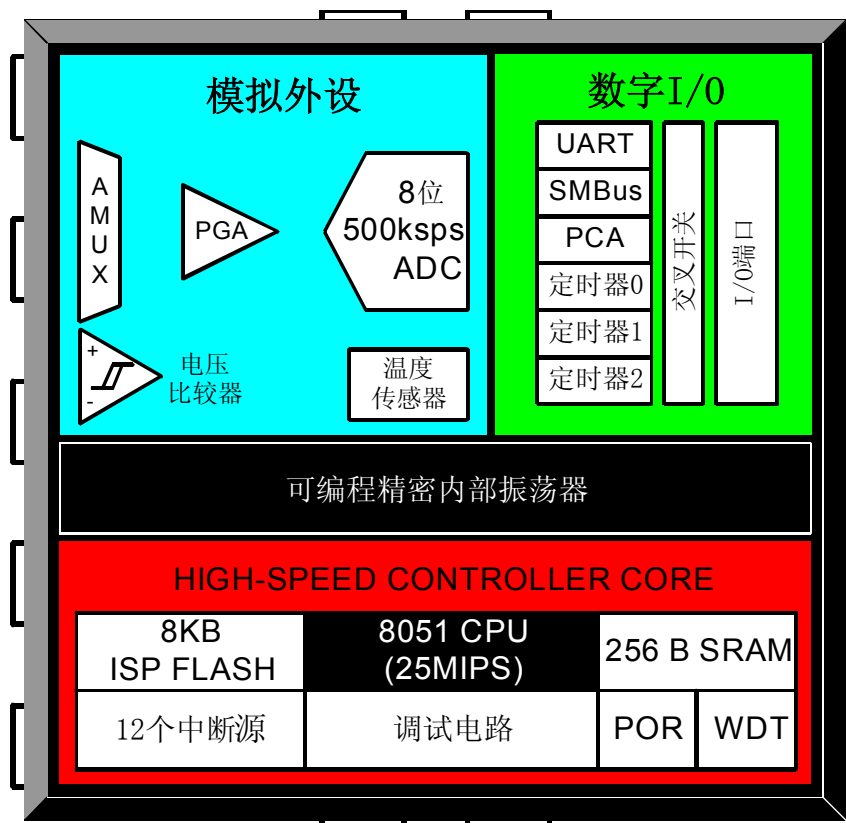 模拟外设
A
M
U
X
PGA
8位
500ksps
ADC
+
-
电压
比较器
温度
传感器
数字I/O
UART
SMBus
PCA
定时器0
定时器1
定时器2
交叉开关
I/O端口
可编程精密内部振荡器
HIGH-SPEED CONTROLLER CORE
8KB
ISP FLASH
8051 CPU
(25MIPS)
256 B SRAM
12个中断源
调试电路
POR
WDT